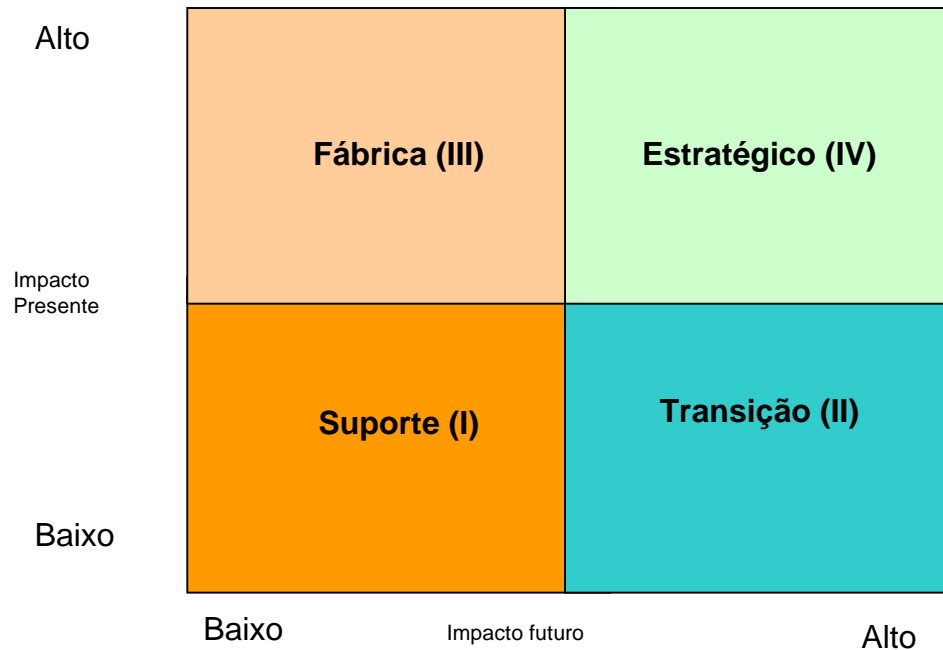 Alto
Fábrica (III)
Estratégico (IV)
Impacto
Presente
Suporte (I)
Transição (II)
Baixo
Baixo
Impacto futuro
Alto